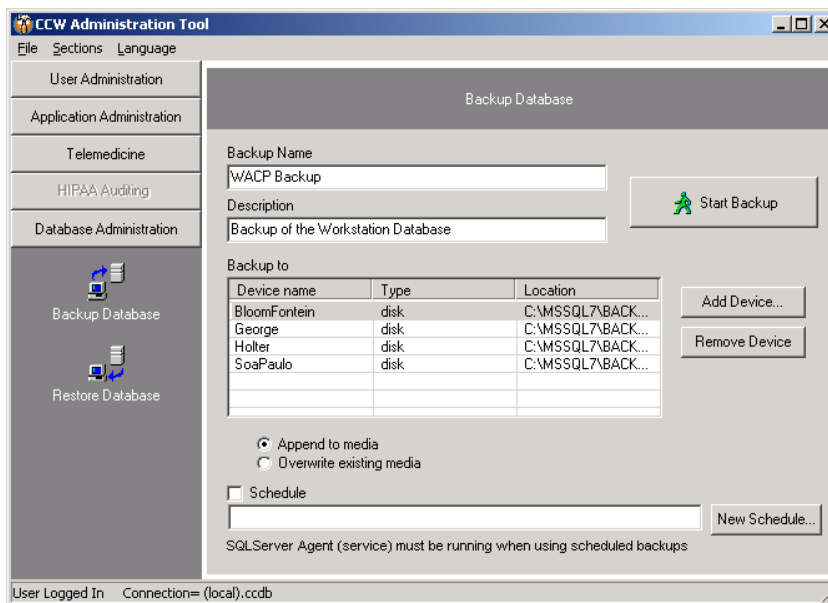 CCW Administration Tool
File Sections Language
User Administration
Application Administration
Telemedicine
HIPAA Auditing
Database Administration
Backup Database
Restore Database
Backup Database
Backup Name
WACP Backup
Description
Backup of the Workstation Database
Start Backup
Backup to
Device name Type Location
BloomFontein disk C:\MSSQL7\BACK...
George disk C:\MSSQL7\BACK...
Holter disk C:\MSSQL7\BACK...
SoaPaulo disk C:\MSSQL7\BACK...
Add Device...
Remove Device
Append to media
Overwrite existing media
Schedule
New Schedule...
SQLServer Agent (service) must be running when using scheduled backups
User Logged In Connection= (local).ccdb